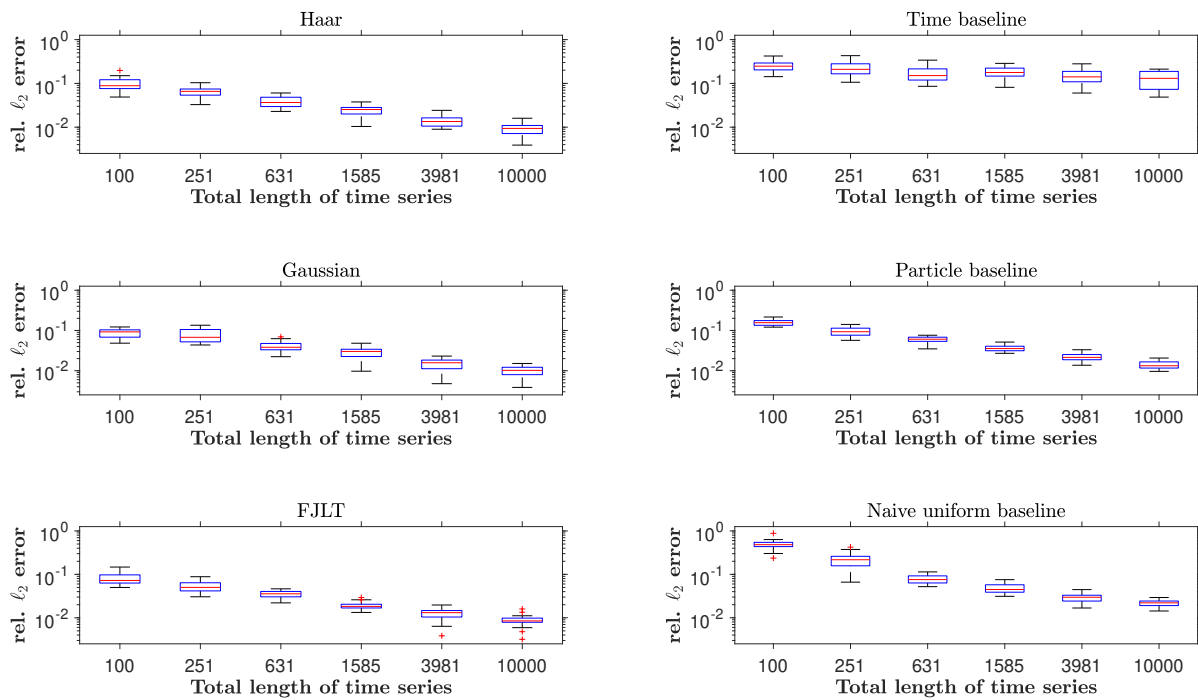 Haar
10^0
10^-1
10^-2
rel. ℓ2 error
100 251 631 1585 3981 10000
Total length of time series
Time baseline
10^0
10^-1
10^-2
rel. ℓ2 error
100 251 631 1585 3981 10000
Total length of time series
Gaussian
10^0
10^-1
10^-2
rel. ℓ2 error
100 251 631 1585 3981 10000
Total length of time series
Particle baseline
10^0
10^-1
10^-2
rel. ℓ2 error
100 251 631 1585 3981 10000
Total length of time series
FJLT
10^0
10^-1
10^-2
rel. ℓ2 error
100 251 631 1585 3981 10000
Total length of time series
Naive uniform baseline
10^0
10^-1
10^-2
rel. ℓ2 error
100 251 631 1585 3981 10000
Total length of time series